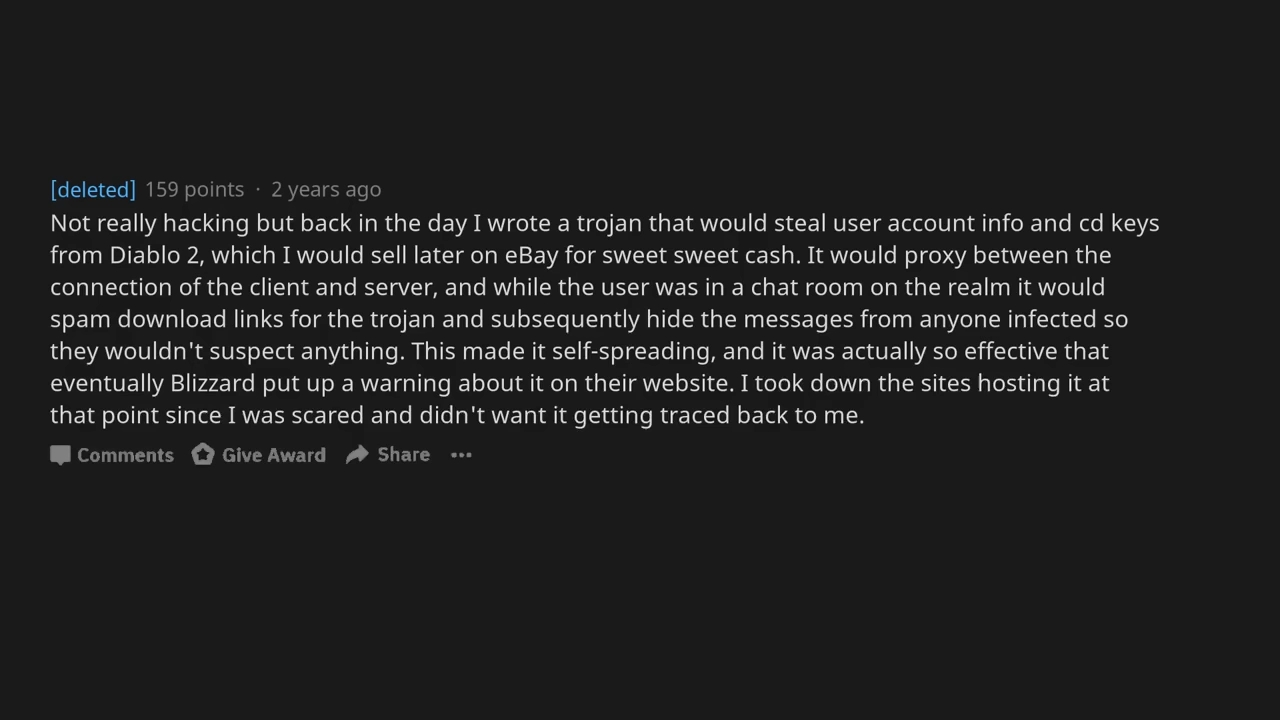 [deleted] 159 points · 2 years ago
Not really hacking but back in the day I wrote a trojan that would steal user account info and cd keys
from Diablo 2, which I would sell later on eBay for sweet sweet cash. It would proxy between the
connection of the client and server, and while the user was in a chat room on the realm it would
spam download links for the trojan and subsequently hide the messages from anyone infected so
they wouldn't suspect anything. This made it self-spreading, and it was actually so effective that
eventually Blizzard put up a warning about it on their website. I took down the sites hosting it at
that point since I was scared and didn't want it getting traced back to me.
Comments Give Award Share ···